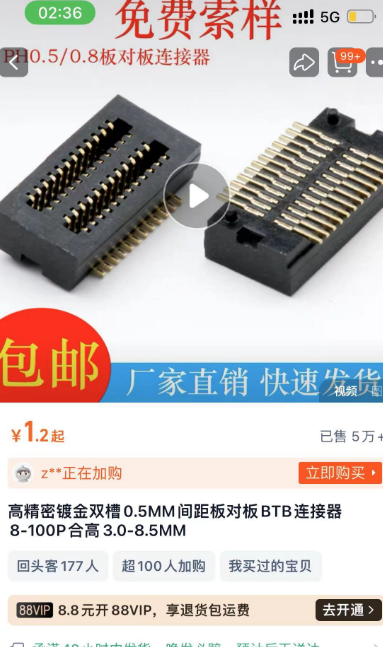 02:36
5G
免费索样
PH0.5/0.8板对板连接器
99+
包邮
厂家直销 快速发货
视频
¥1.2起
已售 5万+
z**正在加购
立即购买
高精密镀金双槽0.5MM间距板对板BTB连接器
8-100P合高3.0-8.5MM
回头客177人
超100人加购
我买过的宝贝
88VIP 8.8元开88VIP，享退货包运费
去开通